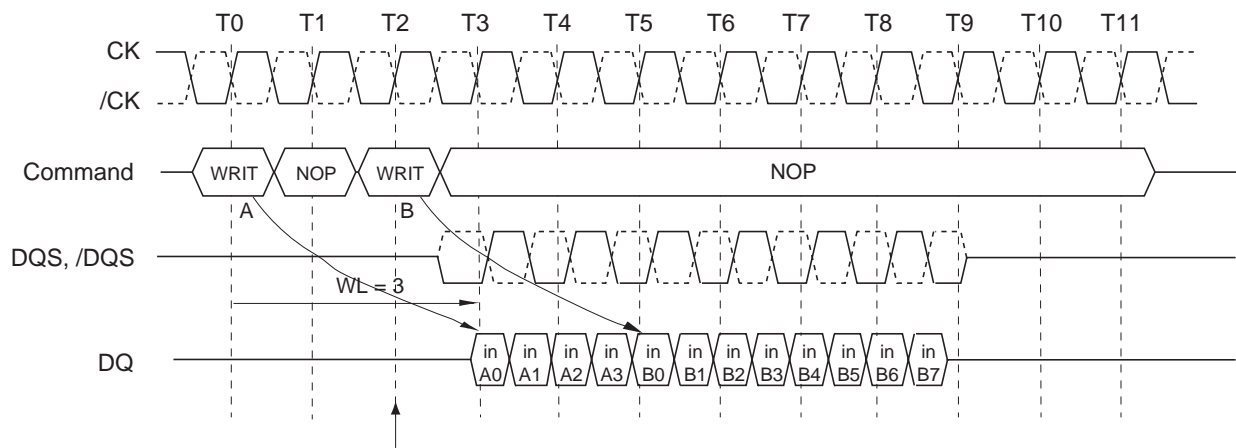 T0 T1 T2 T3 T4 T5 T6 T7 T8 T9 T10 T11
CK
/CK
Command WRIT NOP WRIT NOP
A B
DQS, /DQS
WL = 3
DQ
in in in in in in in in in in in in
A0 A1 A2 A3 B0 B1 B2 B3 B4 B5 B6 B7